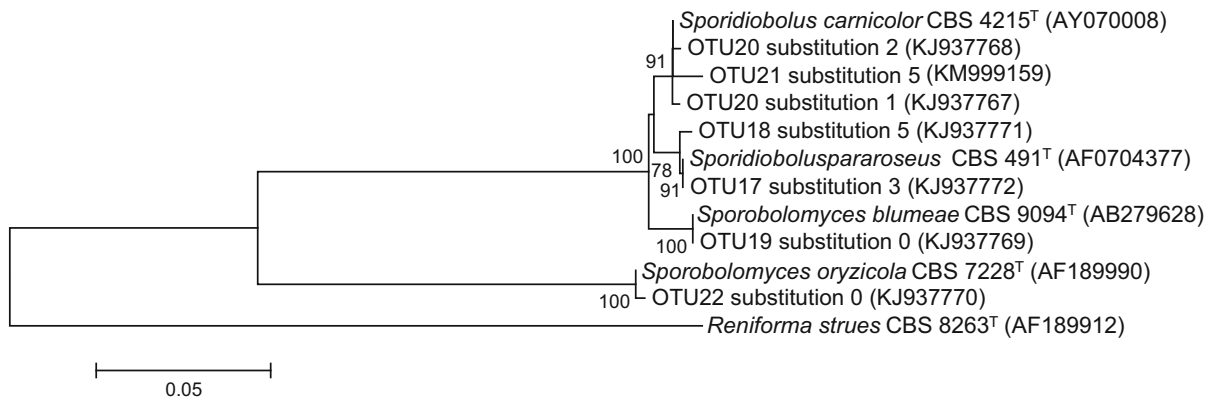 Sporidiobolus carnicolor CBS 4215ᵀ (AY070008)
OTU20 substitution 2 (KJ937768)
91
OTU21 substitution 5 (KM999159)
OTU20 substitution 1 (KJ937767)
OTU18 substitution 5 (KJ937771)
100
Sporidioboluspararoseus CBS 491ᵀ (AF0704377)
78
OTU17 substitution 3 (KJ937772)
91
Sporobolomyces blumeae CBS 9094ᵀ (AB279628)
100
OTU19 substitution 0 (KJ937769)
Sporobolomyces oryzicola CBS 7228ᵀ (AF189990)
100
OTU22 substitution 0 (KJ937770)
Reniforma strues CBS 8263ᵀ (AF189912)
0.05